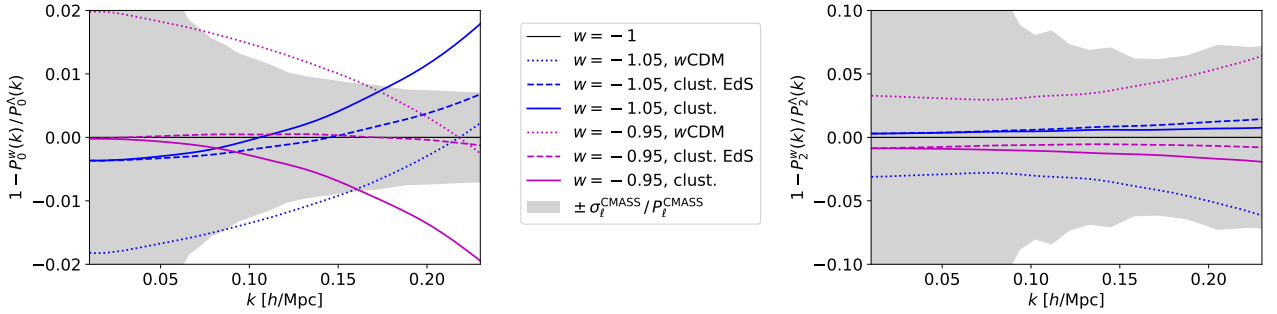 0.02
0.01
0.00
−0.01
−0.02
1 − P₀ʷ(k) / P₀^Λ(k)
0.05 0.10 0.15 0.20
k [h/Mpc]
w = −1
w = −1.05, wCDM
w = −1.05, clust. EdS
w = −1.05, clust.
w = −0.95, wCDM
w = −0.95, clust. EdS
w = −0.95, clust.
± σ_ℓ^CMASS / P_ℓ^CMASS
0.10
0.05
0.00
−0.05
−0.10
1 − P₂ʷ(k) / P₂^Λ(k)
0.05 0.10 0.15 0.20
k [h/Mpc]